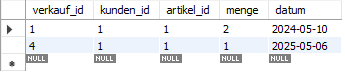 verkauf_id kunden_id artikel_id menge datum
1 1 1 2 2024-05-10
4 1 1 1 2025-05-06
NULL NULL NULL NULL NULL